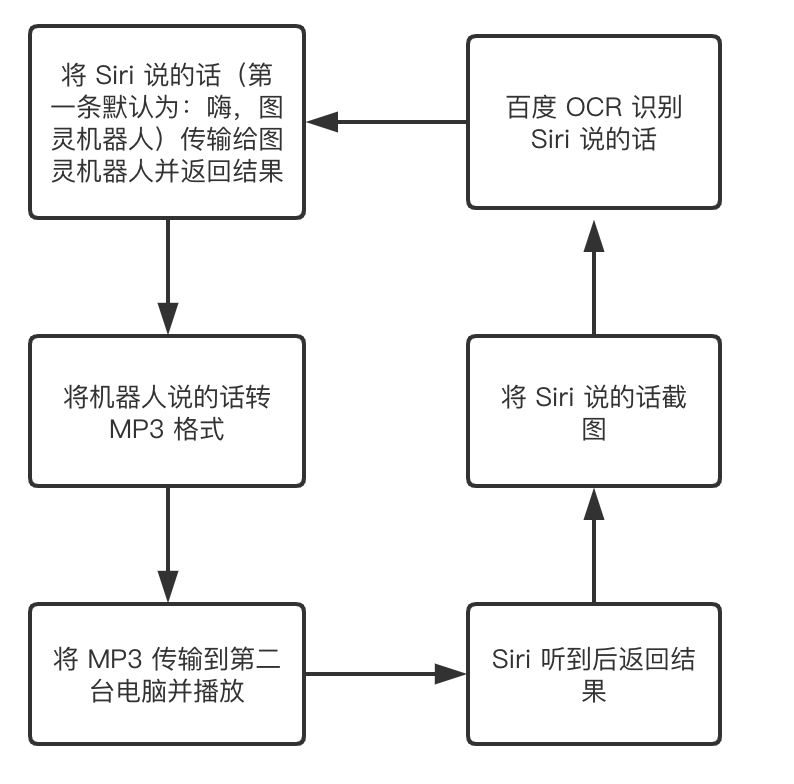 将 Siri 说的话（第
一条默认为：嗨，图
灵机器人）传输给图
灵机器人并返回结果
百度 OCR 识别
Siri 说的话
将机器人说的话转
MP3 格式
将 Siri 说的话截
图
将 MP3 传输到第二
台电脑并播放
Siri 听到后返回结
果